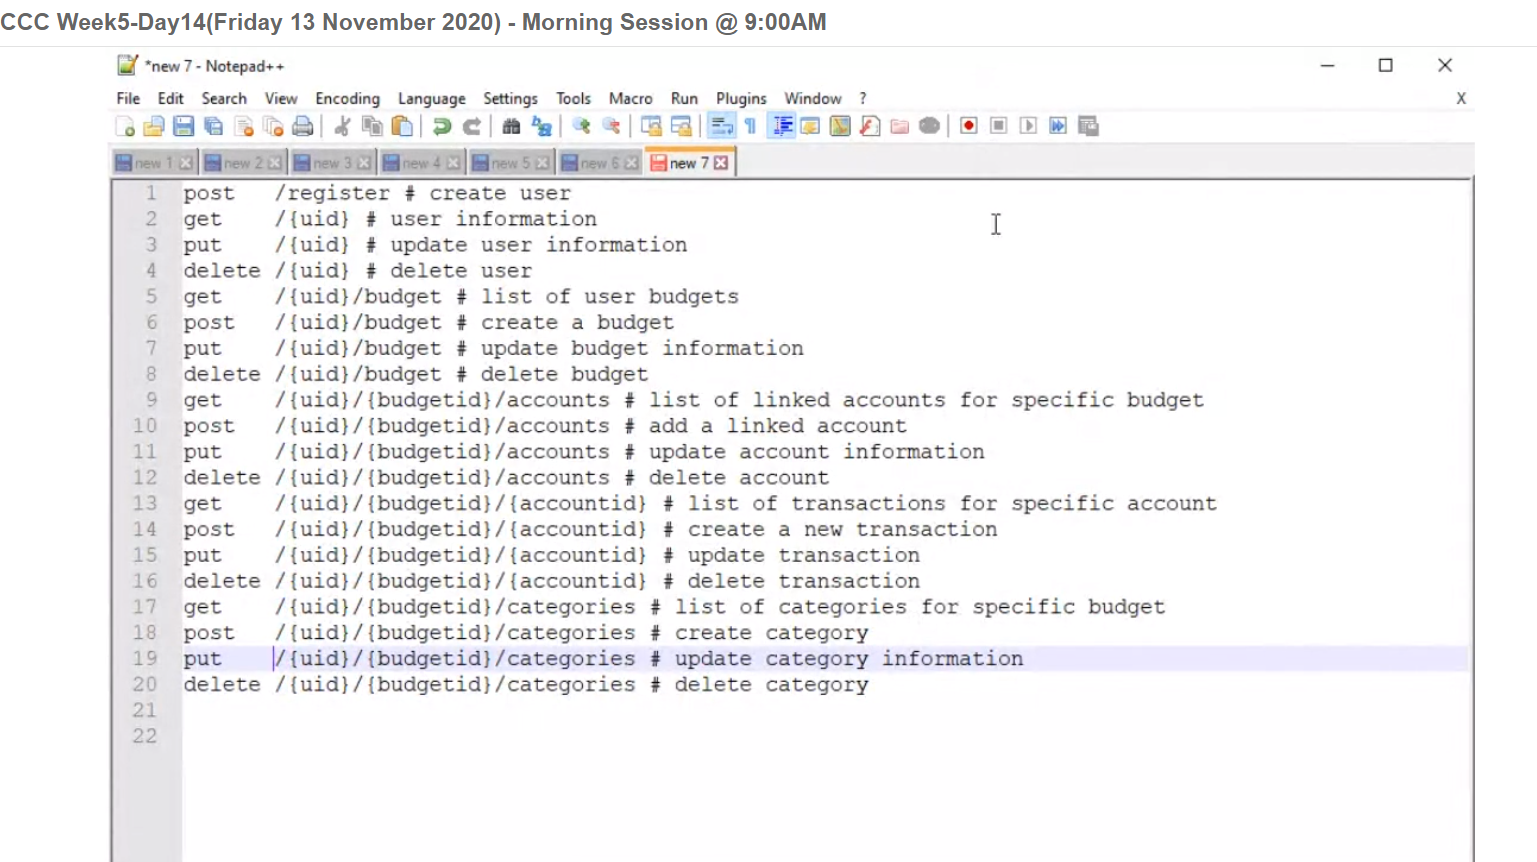 CCC Week5-Day14(Friday 13 November 2020) - Morning Session @ 9:00AM
*new 7 - Notepad++
File Edit Search View Encoding Language Settings Tools Macro Run Plugins Window ? X
new 1 new 2 new 3 new 4 new 5 new 6 new 7
1 post /register # create user
2 get /{uid} # user information
3 put /{uid} # update user information
4 delete /{uid} # delete user
5 get /{uid}/budget # list of user budgets
6 post /{uid}/budget # create a budget
7 put /{uid}/budget # update budget information
8 delete /{uid}/budget # delete budget
9 get /{uid}/{budgetid}/accounts # list of linked accounts for specific budget
10 post /{uid}/{budgetid}/accounts # add a linked account
11 put /{uid}/{budgetid}/accounts # update account information
12 delete /{uid}/{budgetid}/accounts # delete account
13 get /{uid}/{budgetid}/{accountid} # list of transactions for specific account
14 post /{uid}/{budgetid}/{accountid} # create a new transaction
15 put /{uid}/{budgetid}/{accountid} # update transaction
16 delete /{uid}/{budgetid}/{accountid} # delete transaction
17 get /{uid}/{budgetid}/categories # list of categories for specific budget
18 post /{uid}/{budgetid}/categories # create category
19 put /{uid}/{budgetid}/categories # update category information
20 delete /{uid}/{budgetid}/categories # delete category
21
22